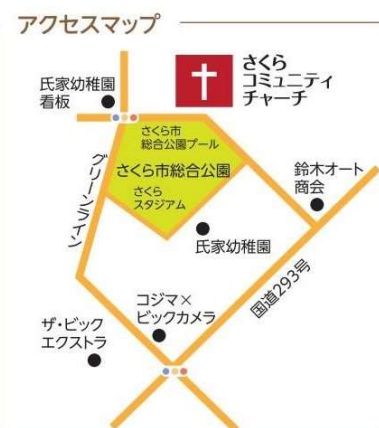 アクセスマップ
さくら
コミュニティ
チャーチ
氏家幼稚園
看板
さくら市
総合公園プール
さくら市総合公園
さくら
スタジアム
グリーンライン
鈴木オート
商会
氏家幼稚園
国道293号
コジマ×
ビックカメラ
ザ・ビック
エクストラ